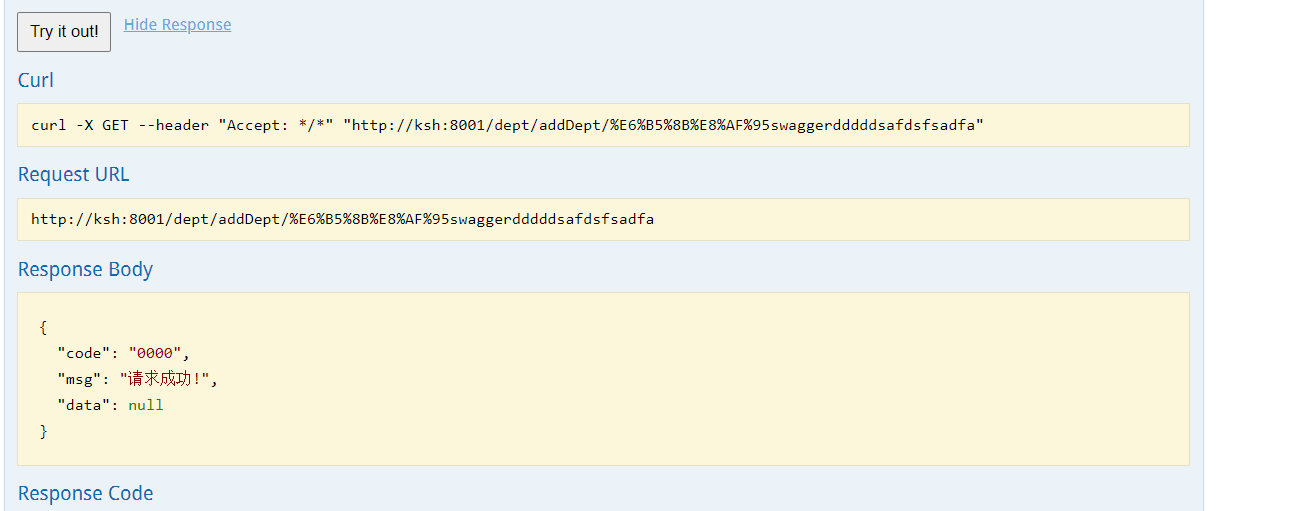 Try it out! Hide Response
Curl
curl -X GET --header "Accept: */*" "http://ksh:8001/dept/addDept/%E6%B5%8B%E8%AF%95swaggerdddddsafdsfsadfa"
Request URL
http://ksh:8001/dept/addDept/%E6%B5%8B%E8%AF%95swaggerdddddsafdsfsadfa
Response Body
{
"code": "0000",
"msg": "请求成功!",
"data": null
}
Response Code